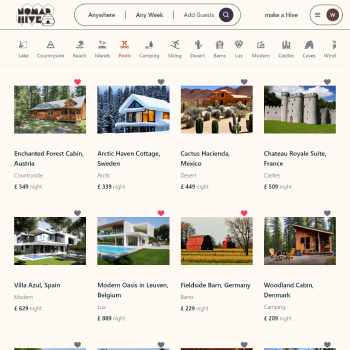 NOMAD
HIVE
Anywhere
Any Week
Add Guests
make a Hive
W
Lake
Countryside
Beach
Islands
Pools
Camping
Skiing
Desert
Barns
Lux
Modern
Castles
Caves
Wind
Enchanted Forest Cabin,
Austria
Countryside
£ 349 night
Arctic Haven Cottage,
Sweden
Arctic
£ 339 night
Cactus Hacienda,
Mexico
Desert
£ 449 night
Chateau Royale Suite,
France
Castles
£ 509 night
Villa Azul, Spain
Modern
£ 629 night
Modern Oasis in Leuven,
Belgium
Lux
£ 889 night
Fieldside Barn, Germany
Barns
£ 229 night
Woodland Cabin,
Denmark
Camping
£ 209 night